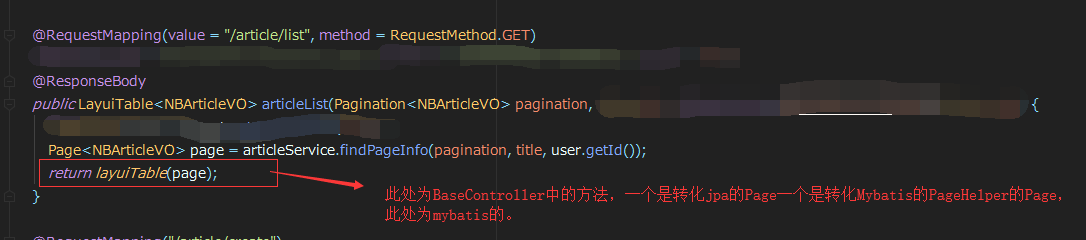 @RequestMapping(value = "/article/list", method = RequestMethod.GET)
@ResponseBody
public LayuiTable<NBArticleVO> articleList(Pagination<NBArticleVO> pagination, {
Page<NBArticleVO> page = articleService.findPageInfo(pagination, title, user.getId());
return layuiTable(page);
此处为BaseController中的方法，一个是转化jpa的Page一个是转化Mybatis的PageHelper的Page，
此处为mybatis的。
}